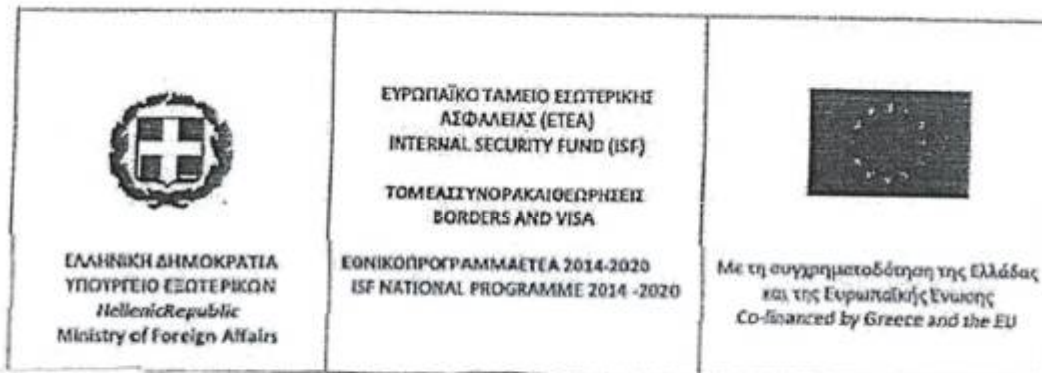 ΕΛΛΗΝΙΚΗ ΔΗΜΟΚΡΑΤΙΑ
ΥΠΟΥΡΓΕΙΟ ΕΞΩΤΕΡΙΚΩΝ
HellenicRepublic
Ministry of Foreign Affairs
ΕΥΡΩΠΑΪΚΟ ΤΑΜΕΙΟ ΕΣΩΤΕΡΙΚΗΣ
ΑΣΦΑΛΕΙΑΣ (ΕΤΕΑ)
INTERNAL SECURITY FUND (ISF)
ΤΟΜΕΑΣΣΥΝΟΡΑΚΑΙΘΕΩΡΗΣΕΙΣ
BORDERS AND VISA
ΕΘΝΙΚΟΠΡΟΓΡΑΜΜΑΕΤΕΑ 2014-2020
ISF NATIONAL PROGRAMME 2014 -2020
Με τη συγχρηματοδότηση της Ελλάδας
και της Ευρωπαϊκής Ένωσης
Co-financed by Greece and the EU